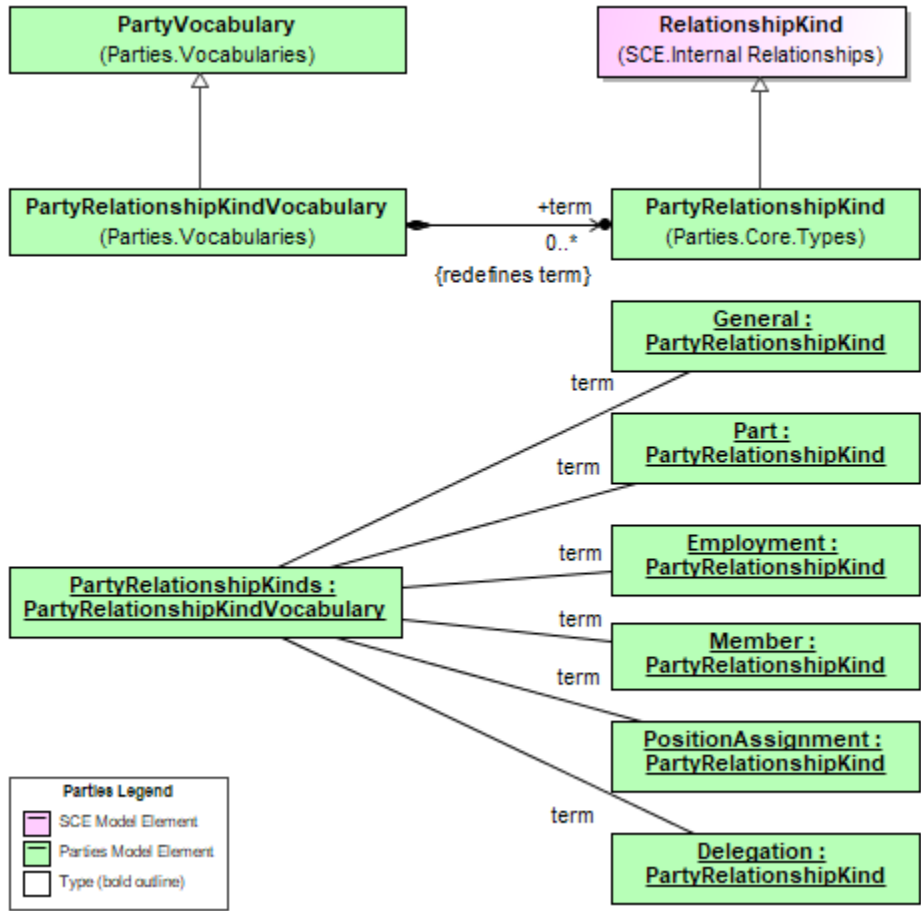 PartyVocabulary
(Parties.Vocabularies)
RelationshipKind
(SCE.Internal Relationships)
PartyRelationshipKindVocabulary
(Parties.Vocabularies)
+term
0..*
{redefines term}
PartyRelationshipKind
(Parties.Core.Types)
General :
PartyRelationshipKind
term
Part :
PartyRelationshipKind
term
Employment :
PartyRelationshipKind
term
PartyRelationshipKinds :
PartyRelationshipKindVocabulary
term
Member :
PartyRelationshipKind
term
PositionAssignment :
PartyRelationshipKind
term
Delegation :
PartyRelationshipKind
Parties Legend
SCE Model Element
Parties Model Element
Type (bold outline)